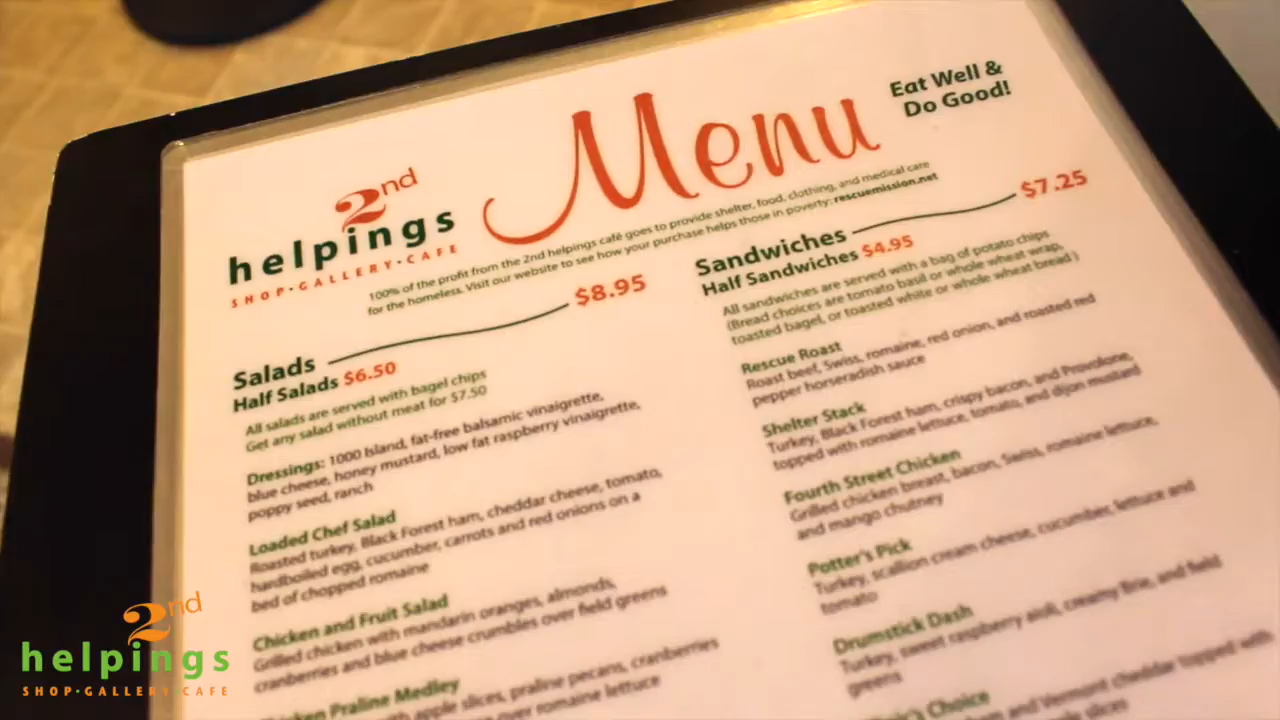 2nd
helpings
SHOP·GALLERY·CAFE
Menu
Eat Well &
Do Good!
100% of the profit from the 2nd helpings café goes to provide shelter, food, clothing, and medical care
for the homeless. Visit our website to see how your purchase helps those in poverty: rescuemission.net
Salads $8.95
Half Salads $6.50
All salads are served with bagel chips
Get any salad without meat for $7.50
Dressings: 1000 Island, fat-free balsamic vinaigrette,
blue cheese, honey mustard, low fat raspberry vinaigrette,
poppy seed, ranch
Loaded Chef Salad
Roasted turkey, Black Forest ham, cheddar cheese, tomato,
hardboiled egg, cucumber, carrots and red onions on a
bed of chopped romaine
Chicken and Fruit Salad
Grilled chicken with mandarin oranges, almonds,
cranberries and blue cheese crumbles over field greens
Chicken Praline Medley
with apple slices, praline pecans, cranberries
over romaine lettuce
Sandwiches $7.25
Half Sandwiches $4.95
All sandwiches are served with a bag of potato chips
(Bread choices are tomato basil or whole wheat wrap,
toasted bagel, or toasted white or whole wheat bread.)
Rescue Roast
Roast beef, Swiss, romaine, red onion, and roasted red
pepper horseradish sauce
Shelter Stack
Turkey, Black Forest ham, crispy bacon, and Provolone,
topped with romaine lettuce, tomato, and dijon mustard
Fourth Street Chicken
Grilled chicken breast, bacon, Swiss, romaine lettuce,
and mango chutney
Potter's Pick
Turkey, scallion cream cheese, cucumber, lettuce and
tomato
Drumstick Dash
Turkey, sweet raspberry aioli, creamy Brie, and field
greens
Choice
and Vermont cheddar topped with
apple slices
2nd
helpings
SHOP·GALLERY CAFE